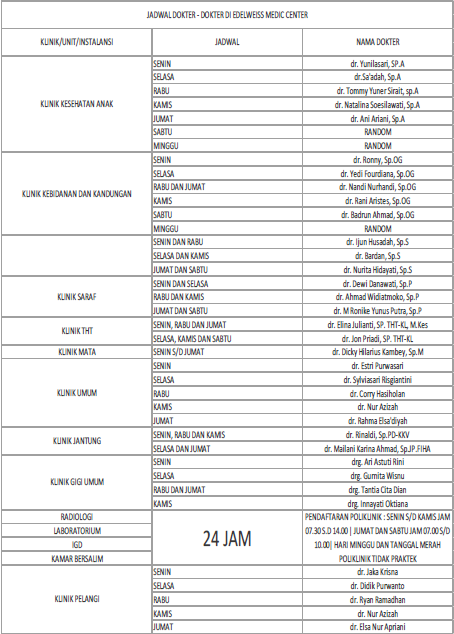 JADWAL DOKTER - DOKTER DI EDELWEISS MEDIC CENTER
KLINIK/UNIT/INSTALANSI JADWAL NAMA DOKTER
SENIN dr. Yunilasari, SP.A
SELASA dr.Sa'adah, Sp.A
RABU dr. Tommy Yuner Sirait, sp.A
KLINIK KESEHATAN ANAK KAMIS dr. Natalina Soesilawati, Sp.A
JUMAT dr. Ani Ariani, Sp.A
SABTU RANDOM
MINGGU RANDOM
SENIN dr. Ronny, Sp.OG
SELASA dr. Yedi Fourdiana, Sp.OG
RABU DAN JUMAT dr. Nandi Nurhandi, Sp.OG
KLINIK KEBIDANAN DAN KANDUNGAN KAMIS dr. Rani Aristes, Sp.OG
SABTU dr. Badrun Ahmad, Sp.OG
MINGGU RANDOM
SENIN DAN RABU dr. Ijun Husadah, Sp.S
SELASA DAN KAMIS dr. Bardan, Sp.S
JUMAT DAN SABTU dr. Nurita Hidayati, Sp.S
SENIN DAN SELASA dr. Dewi Danawati, Sp.P
KLINIK SARAF RABU DAN KAMIS dr. Ahmad Widiatmoko, Sp.P
JUMAT DAN SABTU dr. M Ronike Yunus Putra, Sp.P
KLINIK THT SENIN, RABU DAN JUMAT dr. Elina Julianti, SP. THT-KL, M.Kes
SELASA, KAMIS DAN SABTU dr. Jon Priadi, SP. THT-KL
KLINIK MATA SENIN S/D JUMAT dr. Dicky Hilarius Kambey, Sp.M
SENIN dr. Estri Purwasari
SELASA dr. Sylviasari Risgiantini
KLINIK UMUM RABU dr. Corry Hasiholan
KAMIS dr. Nur Azizah
JUMAT dr. Rahma Elsa'diyah
KLINIK JANTUNG SENIN, RABU DAN KAMIS dr. Rinaldi, Sp.PD-KKV
SELASA DAN JUMAT dr. Mailani Karina Ahmad, Sp.JP.FIHA
SENIN drg. Ari Astuti Rini
KLINIK GIGI UMUM SELASA drg. Gumita Wisnu
RABU DAN JUMAT drg. Tantia Cita Dian
KAMIS drg. Innayati Oktiana
RADIOLOGI
LABORATORIUM
IGD
KAMAR BERSALIM
24 JAM
PENDAFTARAN POLIKLINIK : SENIN S/D KAMIS JAM
07.30 S.D 14.00 | JUMAT DAN SABTU JAM 07.00 S/D
10.00| HARI MINGGU DAN TANGGAL MERAH
POLIKLINIK TIDAK PRAKTEK
SENIN dr. Jaka Krisna
SELASA dr. Didik Purwanto
KLINIK PELANGI RABU dr. Ryan Ramadhan
KAMIS dr. Nur Azizah
JUMAT dr. Elsa Nur Apriani